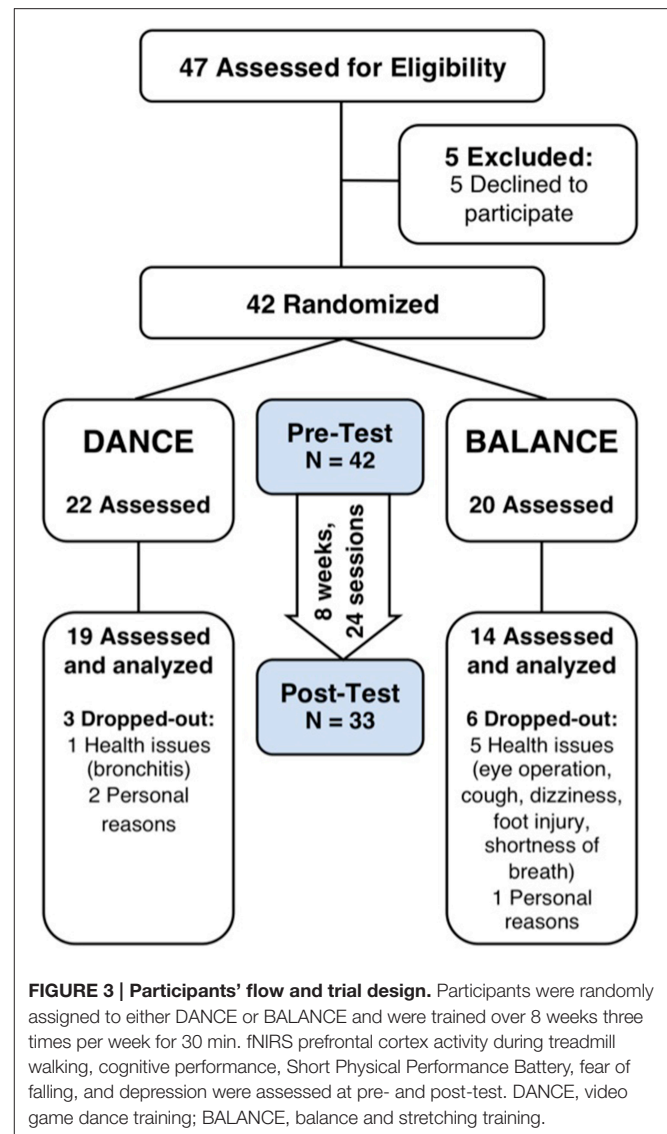 47 Assessed for Eligibility
5 Excluded:
5 Declined to
participate
42 Randomized
DANCE
22 Assessed
Pre-Test
N = 42
BALANCE
20 Assessed
8 weeks,
24 sessions
19 Assessed
and analyzed
3 Dropped-out:
1 Health issues
(bronchitis)
2 Personal
reasons
Post-Test
N = 33
14 Assessed
and analyzed
6 Dropped-out:
5 Health issues
(eye operation,
cough, dizziness,
foot injury,
shortness of
breath)
1 Personal
reasons
FIGURE 3 | Participants’ flow and trial design. Participants were randomly
assigned to either DANCE or BALANCE and were trained over 8 weeks three
times per week for 30 min. fNIRS prefrontal cortex activity during treadmill
walking, cognitive performance, Short Physical Performance Battery, fear of
falling, and depression were assessed at pre- and post-test. DANCE, video
game dance training; BALANCE, balance and stretching training.